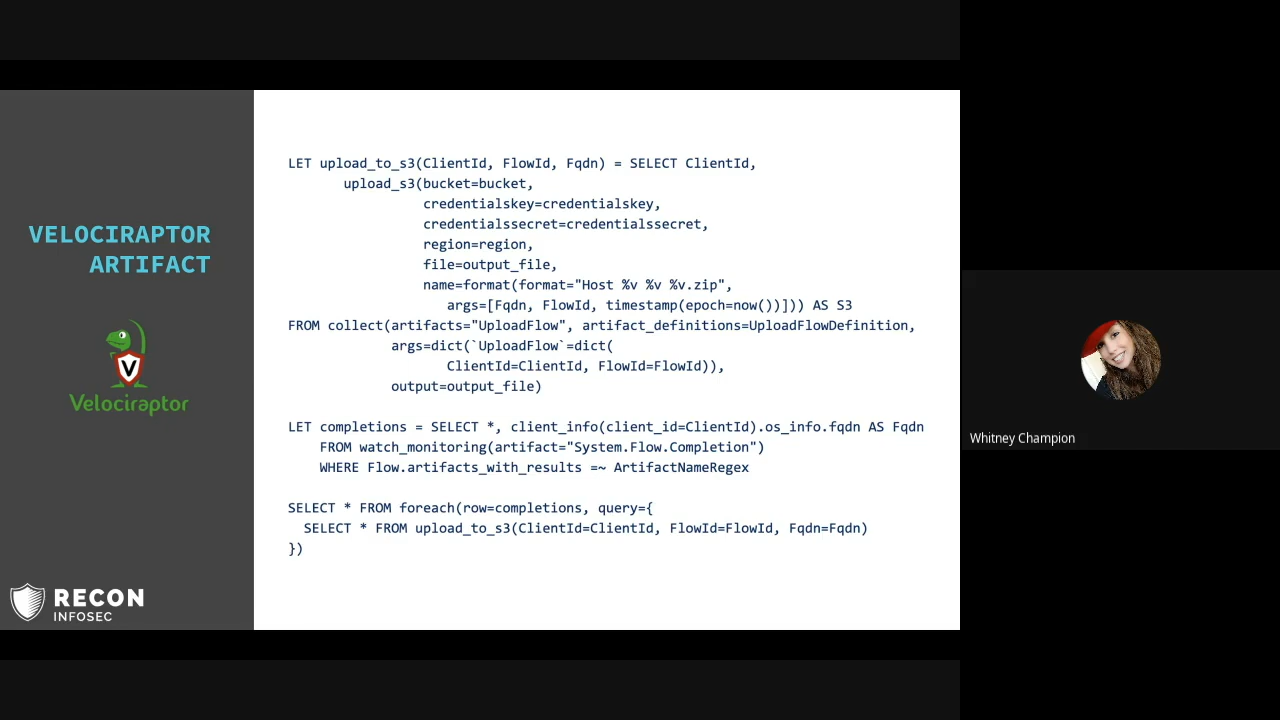 VELOCIRAPTOR
ARTIFACT
V
Velociraptor
RECON
INFOSEC
LET upload_to_s3(ClientId, FlowId, Fqdn) = SELECT ClientId,
upload_s3(bucket=bucket,
credentialskey=credentialskey,
credentialssecret=credentialssecret,
region=region,
file=output_file,
name=format(format="Host %v %v %v.zip",
args=[Fqdn, FlowId, timestamp(epoch=now())])) AS S3
FROM collect(artifacts="UploadFlow", artifact_definitions=UploadFlowDefinition,
args=dict(`UploadFlow`=dict(
ClientId=ClientId, FlowId=FlowId)),
output=output_file)
LET completions = SELECT *, client_info(client_id=ClientId).os_info.fqdn AS Fqdn
FROM watch_monitoring(artifact="System.Flow.Completion")
WHERE Flow.artifacts_with_results =~ ArtifactNameRegex
SELECT * FROM foreach(row=completions, query={
SELECT * FROM upload_to_s3(ClientId=ClientId, FlowId=FlowId, Fqdn=Fqdn)
})
Whitney Champion